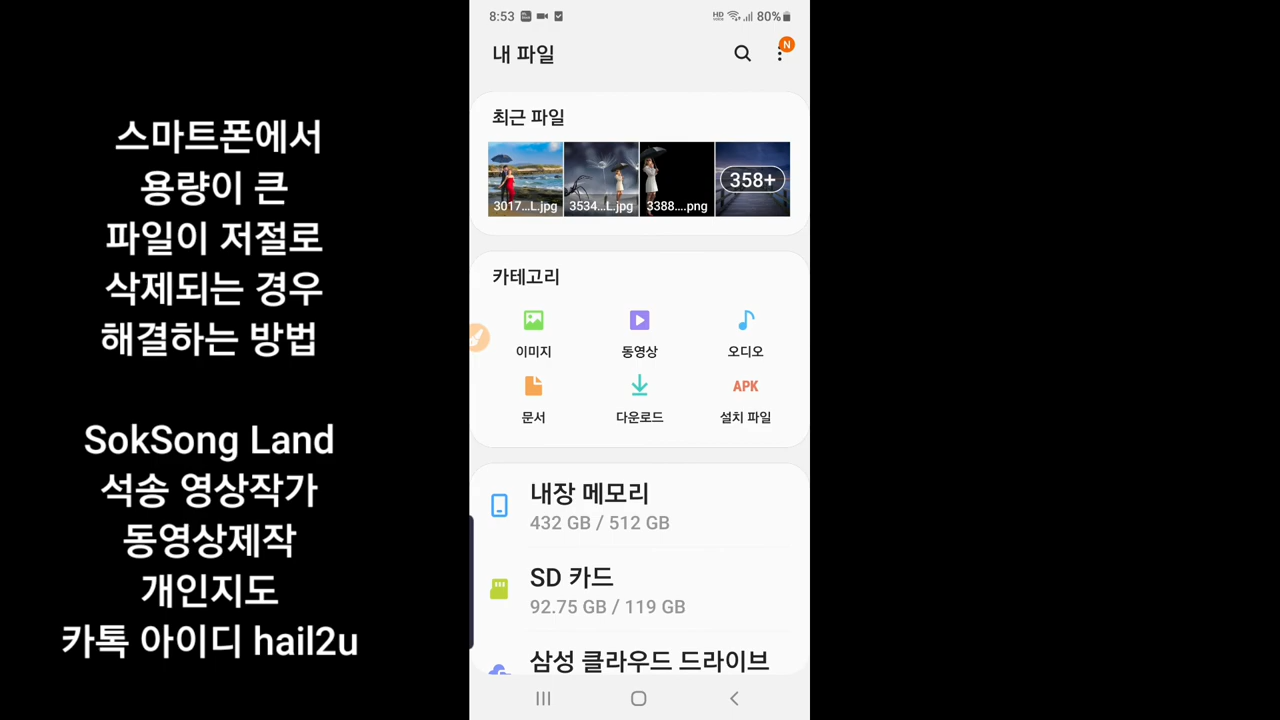 스마트폰에서
용량이 큰
파일이 저절로
삭제되는 경우
해결하는 방법
SokSong Land
석송 영상작가
동영상제작
개인지도
카톡 아이디 hail2u
8:53
80%
내 파일
N
최근 파일
3017...L.jpg
3534...L.jpg
3388....png
358+
카테고리
이미지
동영상
오디오
문서
다운로드
APK
설치 파일
내장 메모리
432 GB / 512 GB
SD 카드
92.75 GB / 119 GB
삼성 클라우드 드라이브